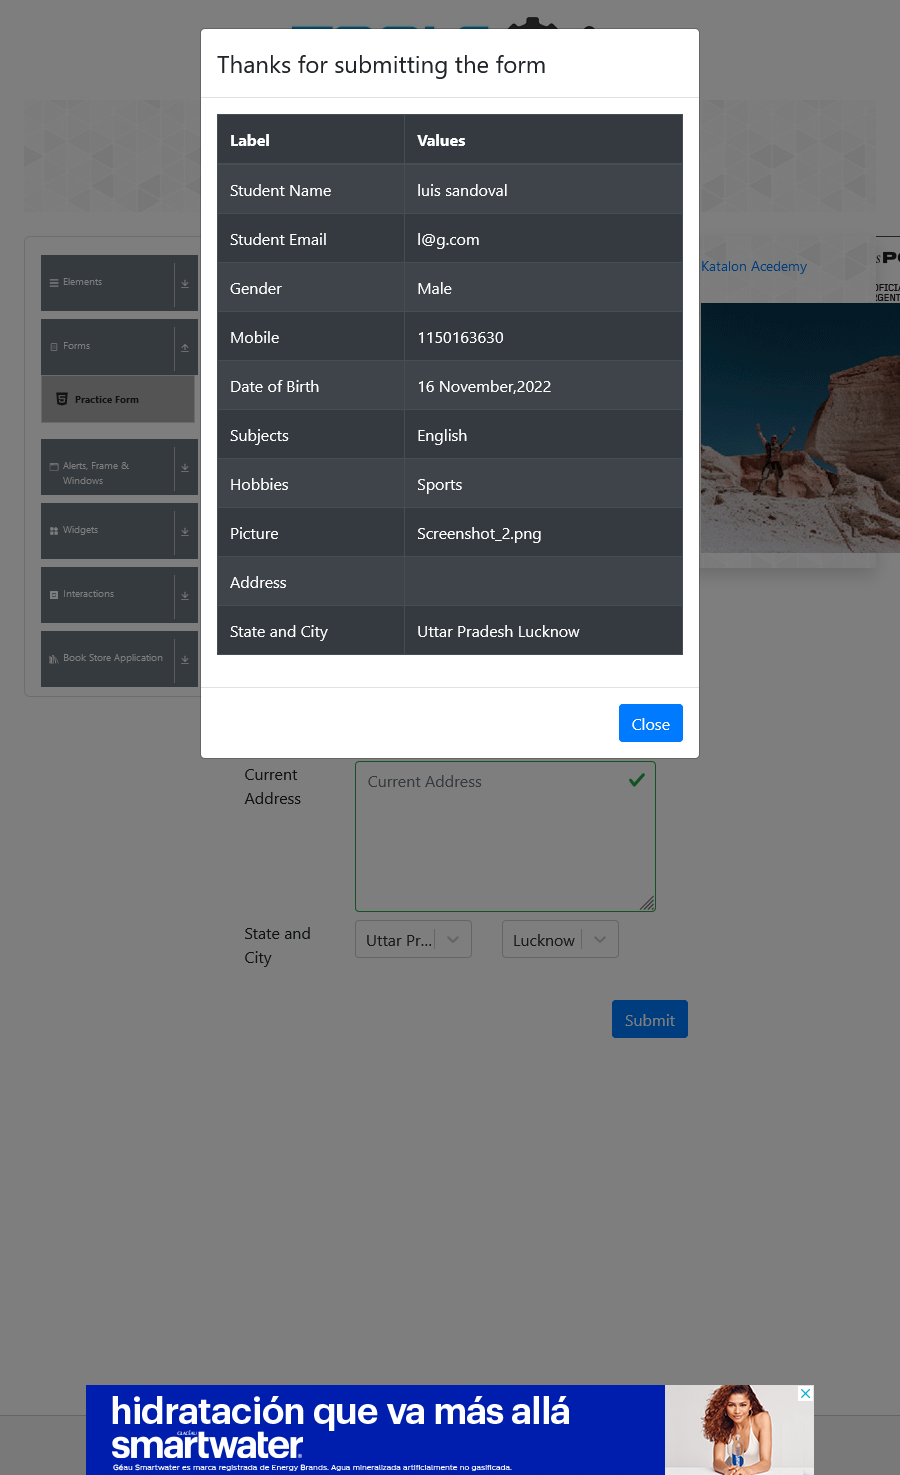 Thanks for submitting the form
Label Values
Student Name luis sandoval
Student Email l@g.com
Gender Male
Mobile 1150163630
Date of Birth 16 November,2022
Subjects English
Hobbies Sports
Picture Screenshot_2.png
Address
State and City Uttar Pradesh Lucknow
Close
Elements
Forms
Practice Form
Alerts, Frame &
Windows
Widgets
Interactions
Book Store Application
Katalon Acedemy
Current
Address
Current Address
State and
City
Uttar Pr...
Lucknow
Submit
hidratación que va más allá
GLACÉAU
smartwater
Géau Smartwater es marca registrada de Energy Brands. Agua mineralizada artificialmente no gasificada.